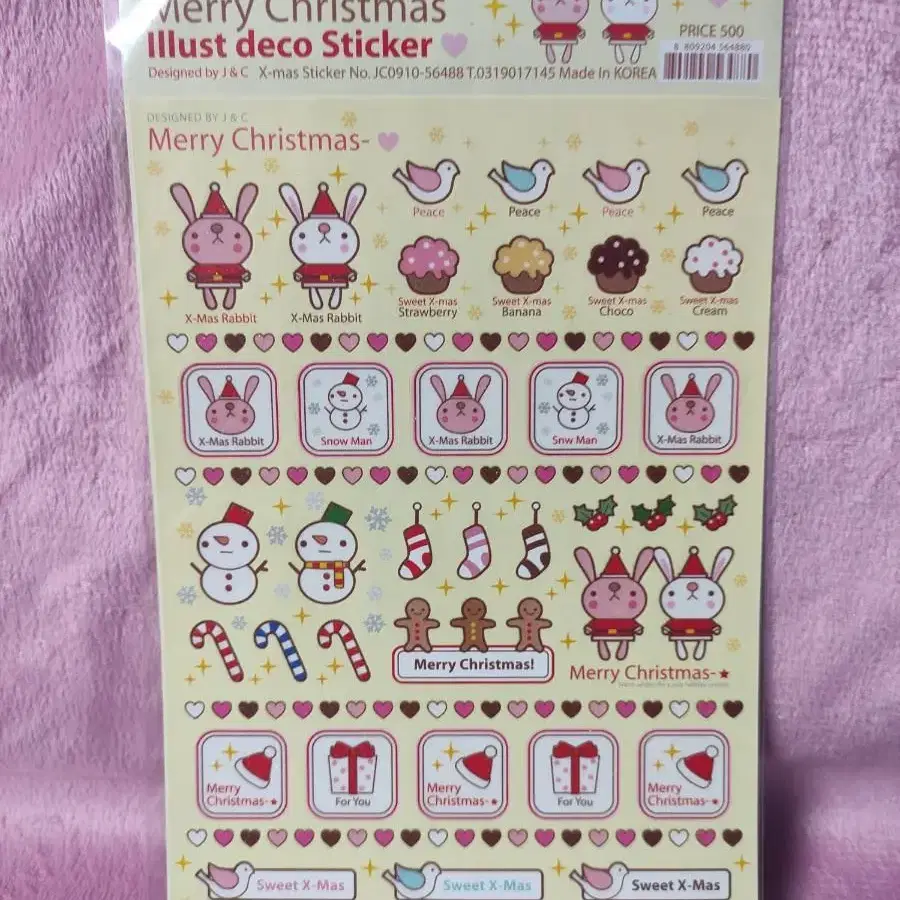 Merry Christmas
Illust deco Sticker
PRICE 500
8 809204 564880
Designed by J & C X-mas Sticker No. JC0910-56488 T.0319017145 Made In KOREA
DESIGNED BY J & C
Merry Christmas-
Peace Peace Peace Peace
X-Mas Rabbit X-Mas Rabbit
Sweet X-mas Sweet X-mas Sweet X-mas Sweet X-mas
Strawberry Banana Choco Cream
X-Mas Rabbit Snow Man X-Mas Rabbit Snw Man X-Mas Rabbit
Merry Christmas!
Merry Christmas-
Merry For You Merry For You Merry
Christmas- Christmas- Christmas-
Sweet X-Mas Sweet X-Mas Sweet X-Mas